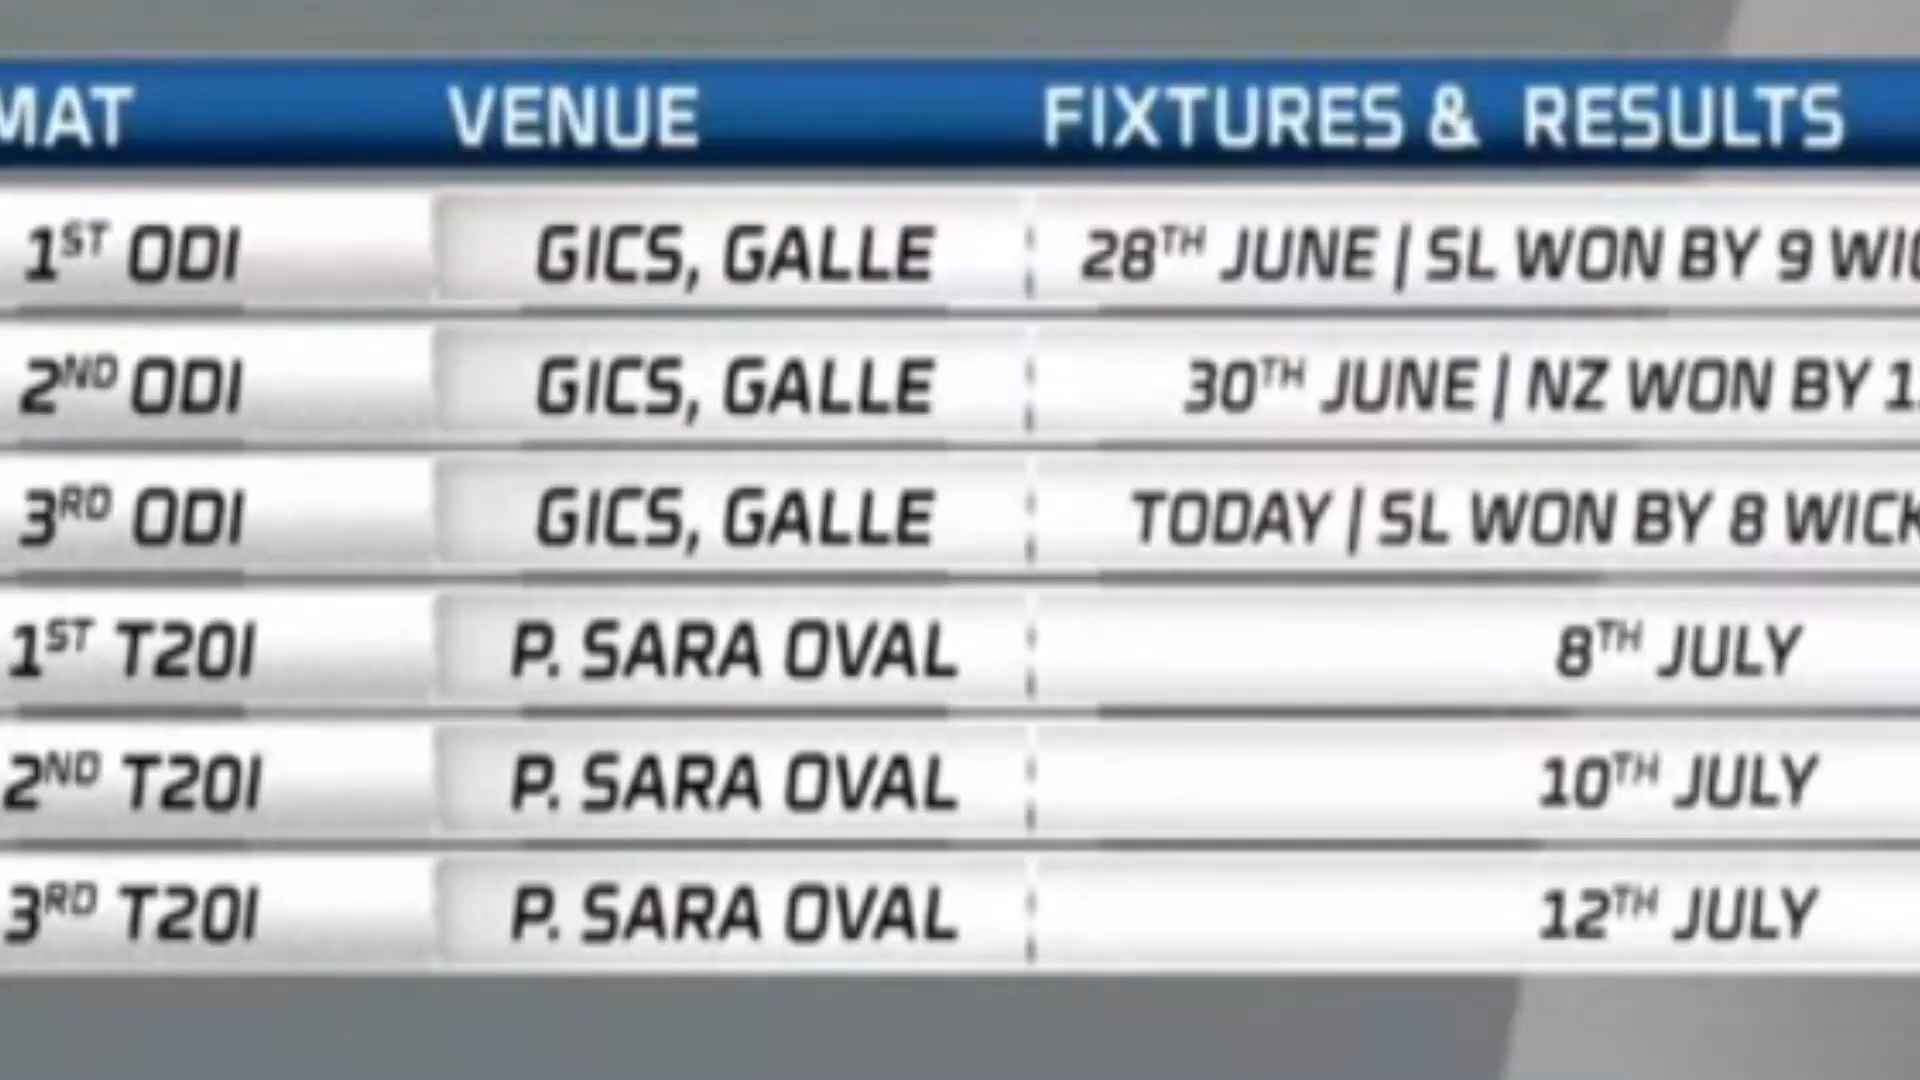 MAT VENUE FIXTURES & RESULTS
1ST ODI GICS, GALLE 28TH JUNE | SL WON BY 9
2ND ODI GICS, GALLE 30TH JUNE | NZ WON BY
3RD ODI GICS, GALLE TODAY | SL WON BY 8 WICK
1ST T20I P. SARA OVAL 8TH JULY
2ND T20I P. SARA OVAL 10TH JULY
3RD T20I P. SARA OVAL 12TH JULY